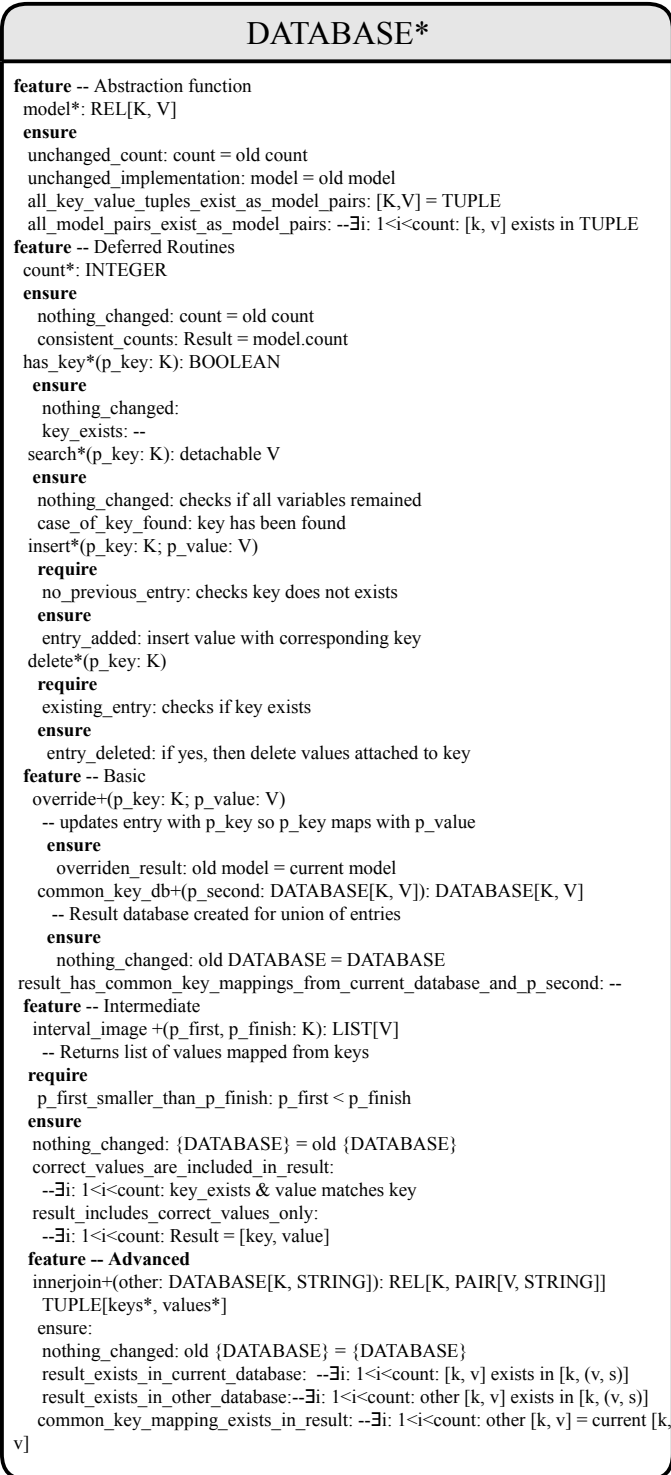 DATABASE*
feature -- Abstraction function
model*: REL[K, V]
ensure
unchanged_count: count = old count
unchanged_implementation: model = old model
all_key_value_tuples_exist_as_model_pairs: [K,V] = TUPLE
all_model_pairs_exist_as_model_pairs: --∃i: 1<i<count: [k, v] exists in TUPLE
feature -- Deferred Routines
count*: INTEGER
ensure
nothing_changed: count = old count
consistent_counts: Result = model.count
has_key*(p_key: K): BOOLEAN
ensure
nothing_changed:
key_exists: --
search*(p_key: K): detachable V
ensure
nothing_changed: checks if all variables remained
case_of_key_found: key has been found
insert*(p_key: K; p_value: V)
require
no_previous_entry: checks key does not exists
ensure
entry_added: insert value with corresponding key
delete*(p_key: K)
require
existing_entry: checks if key exists
ensure
entry_deleted: if yes, then delete values attached to key
feature -- Basic
override+(p_key: K; p_value: V)
-- updates entry with p_key so p_key maps with p_value
ensure
overriden_result: old model = current model
common_key_db+(p_second: DATABASE[K, V]): DATABASE[K, V]
-- Result database created for union of entries
ensure
nothing_changed: old DATABASE = DATABASE
result_has_common_key_mappings_from_current_database_and_p_second: --
feature -- Intermediate
interval_image +(p_first, p_finish: K): LIST[V]
-- Returns list of values mapped from keys
require
p_first_smaller_than_p_finish: p_first < p_finish
ensure
nothing_changed: {DATABASE} = old {DATABASE}
correct_values_are_included_in_result:
--∃i: 1<i<count: key_exists & value matches key
result_includes_correct_values_only:
--∃i: 1<i<count: Result = [key, value]
feature -- Advanced
innerjoin+(other: DATABASE[K, STRING]): REL[K, PAIR[V, STRING]]
TUPLE[keys*, values*]
ensure:
nothing_changed: old {DATABASE} = {DATABASE}
result_exists_in_current_database: --∃i: 1<i<count: [k, v] exists in [k, (v, s)]
result_exists_in_other_database:--∃i: 1<i<count: other [k, v] exists in [k, (v, s)]
common_key_mapping_exists_in_result: --∃i: 1<i<count: other [k, v] = current [k,
v]